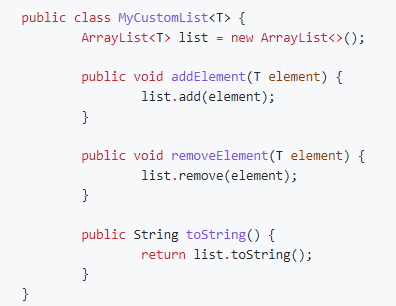 public class MyCustomList<T> {
ArrayList<T> list = new ArrayList<>();
public void addElement(T element) {
list.add(element);
}
public void removeElement(T element) {
list.remove(element);
}
public String toString() {
return list.toString();
}
}